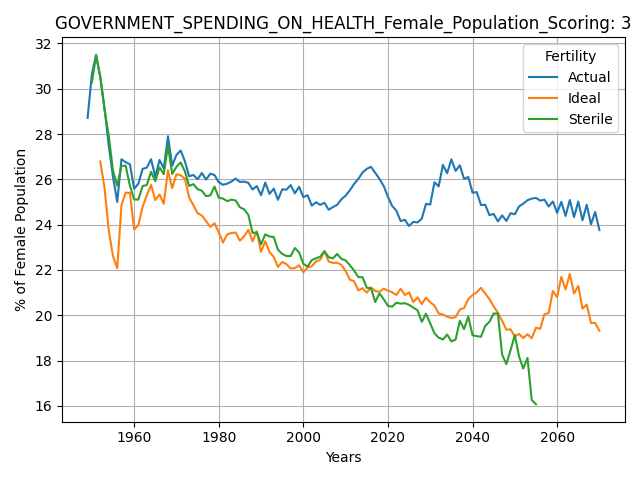 GOVERNMENT_SPENDING_ON_HEALTH_Female_Population_Scoring: 3
Fertility
Actual
Ideal
Sterile
% of Female Population
32
30
28
26
24
22
20
18
16
1960 1980 2000 2020 2040 2060
Years